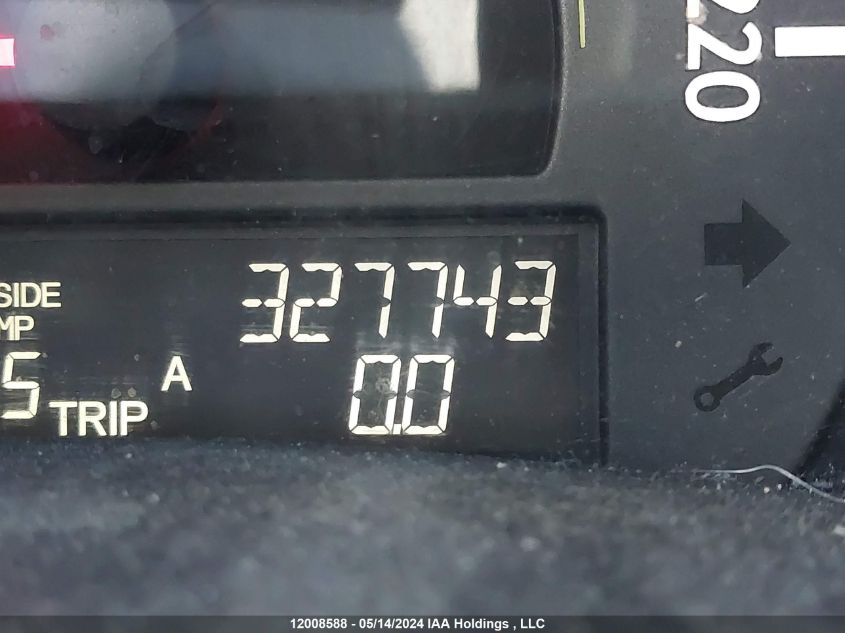 220
SIDE
MP
327743
5
A
TRIP
0.0
12008588 - 05/14/2024 IAA Holdings , LLC